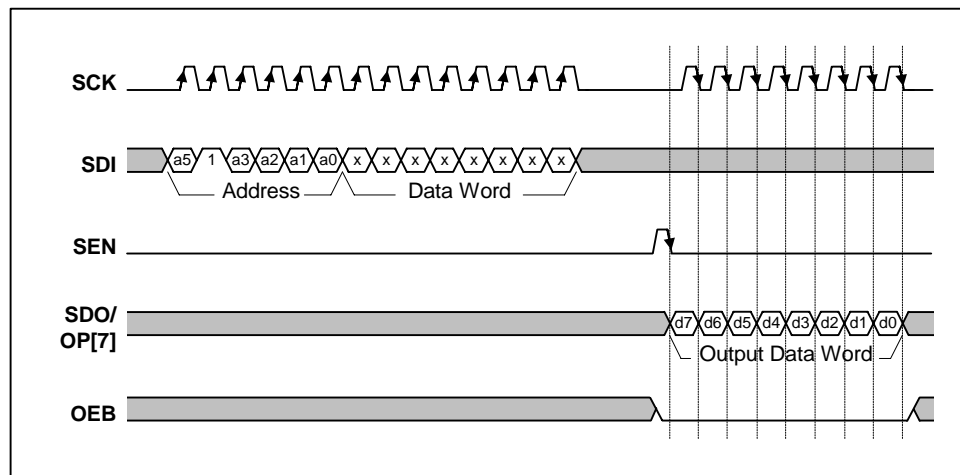 SCK
SDI
a5 1 a3 a2 a1 a0 x x x x x x x x
Address Data Word
SEN
SDO/
OP[7]
d7 d6 d5 d4 d3 d2 d1 d0
Output Data Word
OEB